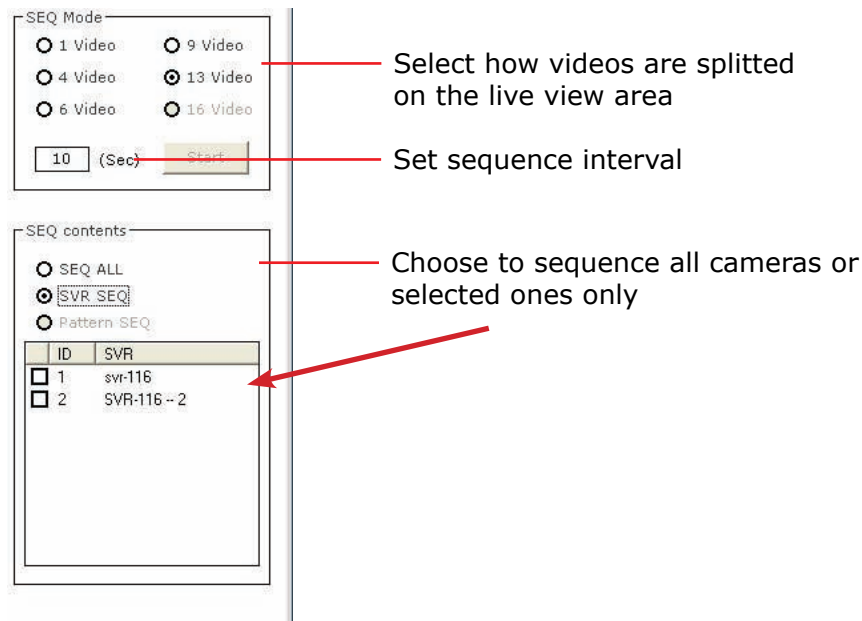 SEQ Mode
1 Video
9 Video
4 Video
13 Video
6 Video
16 Video
10 (Sec) Start
Select how videos are splitted
on the live view area
Set sequence interval
SEQ contents
SEQ ALL
SVR SEQ
Pattern SEQ
Choose to sequence all cameras or
selected ones only
ID SVR
1 svr-116
2 SVR-116 -- 2